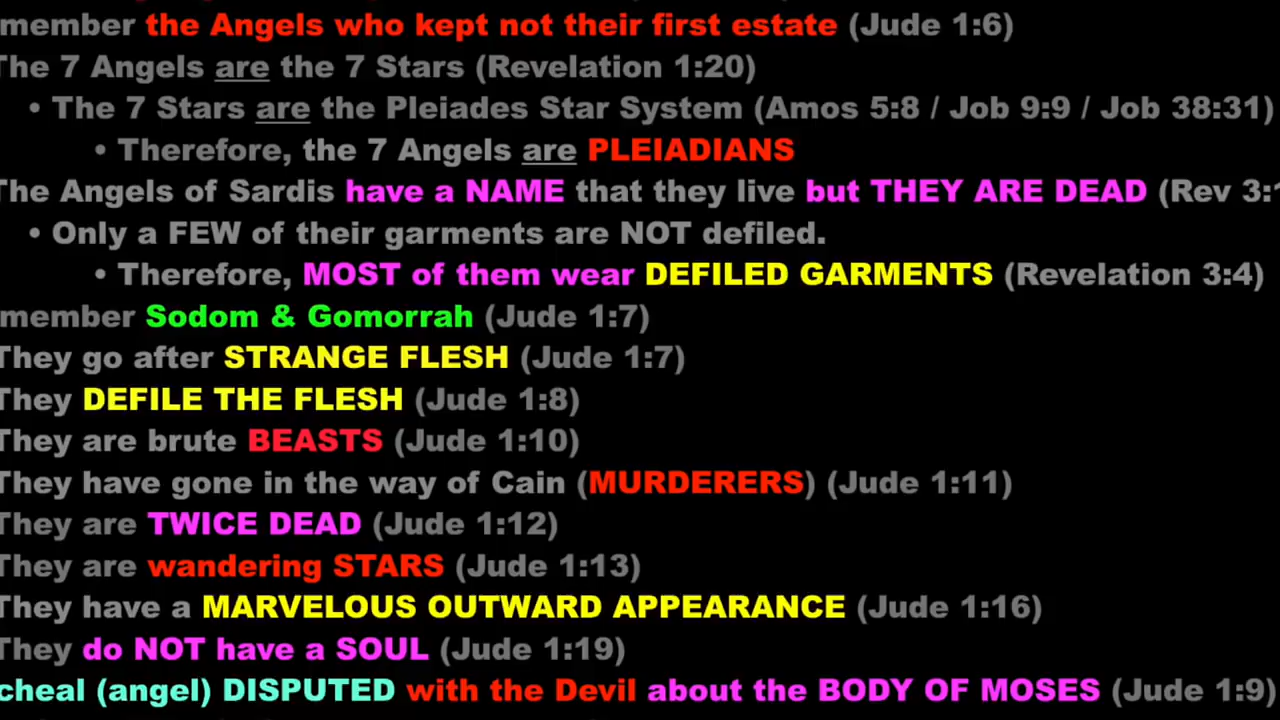 member the Angels who kept not their first estate (Jude 1:6)
The 7 Angels are the 7 Stars (Revelation 1:20)
• The 7 Stars are the Pleiades Star System (Amos 5:8 / Job 9:9 / Job 38:31)
• Therefore, the 7 Angels are PLEIADIANS
The Angels of Sardis have a NAME that they live but THEY ARE DEAD (Rev 3:1
• Only a FEW of their garments are NOT defiled.
• Therefore, MOST of them wear DEFILED GARMENTS (Revelation 3:4)
member Sodom & Gomorrah (Jude 1:7)
They go after STRANGE FLESH (Jude 1:7)
They DEFILE THE FLESH (Jude 1:8)
They are brute BEASTS (Jude 1:10)
They have gone in the way of Cain (MURDERERS) (Jude 1:11)
They are TWICE DEAD (Jude 1:12)
They are wandering STARS (Jude 1:13)
They have a MARVELOUS OUTWARD APPEARANCE (Jude 1:16)
They do NOT have a SOUL (Jude 1:19)
cheal (angel) DISPUTED with the Devil about the BODY OF MOSES (Jude 1:9)